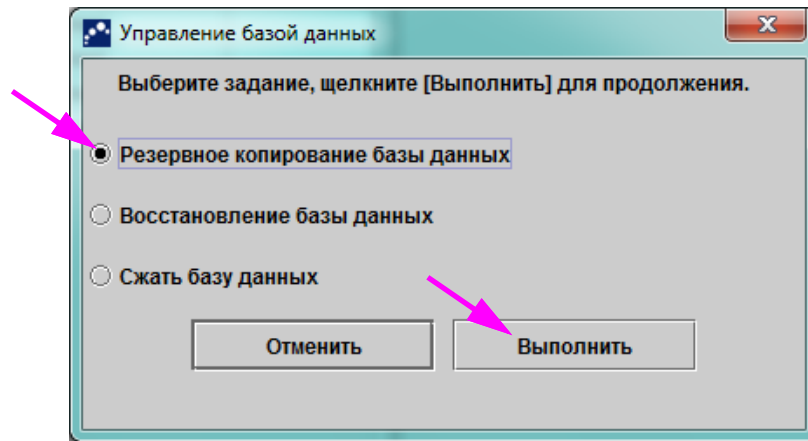 Управление базой данных
Выберите задание, щелкните [Выполнить] для продолжения.
Резервное копирование базы данных
Восстановление базы данных
Сжать базу данных
Отменить Выполнить